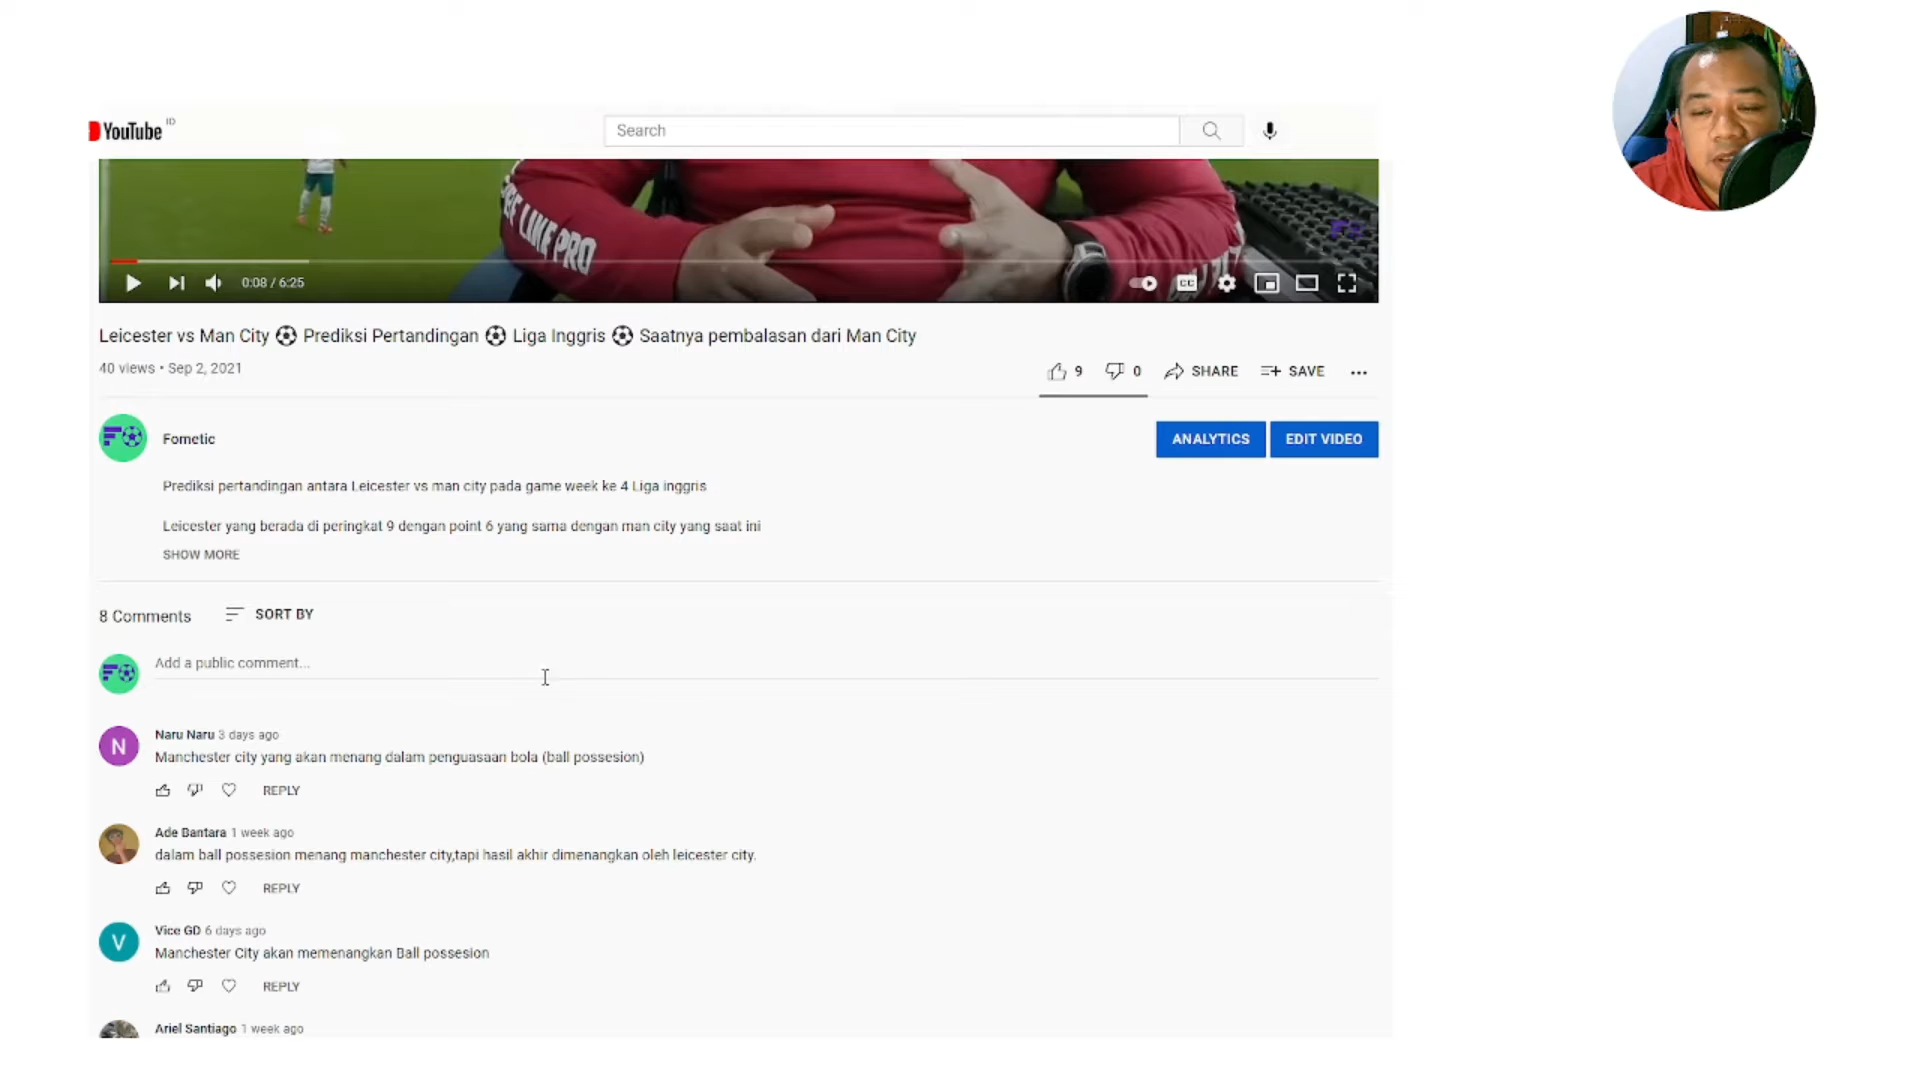 YouTube ID
Search
BE LIKE PRO
0:08 / 6:25
CC
Leicester vs Man City ⚽ Prediksi Pertandingan ⚽ Liga Inggris ⚽ Saatnya pembalasan dari Man City
40 views • Sep 2, 2021
9
0
SHARE
SAVE
Fometic
ANALYTICS
EDIT VIDEO
Prediksi pertandingan antara Leicester vs man city pada game week ke 4 Liga inggris
Leicester yang berada di peringkat 9 dengan point 6 yang sama dengan man city yang saat ini
SHOW MORE
8 Comments
SORT BY
Add a public comment...
N
Naru Naru 3 days ago
Manchester city yang akan menang dalam penguasaan bola (ball possesion)
REPLY
Ade Bantara 1 week ago
dalam ball possesion menang manchester city,tapi hasil akhir dimenangkan oleh leicester city.
REPLY
V
Vice GD 6 days ago
Manchester City akan memenangkan Ball possesion
REPLY
Ariel Santiago 1 week ago